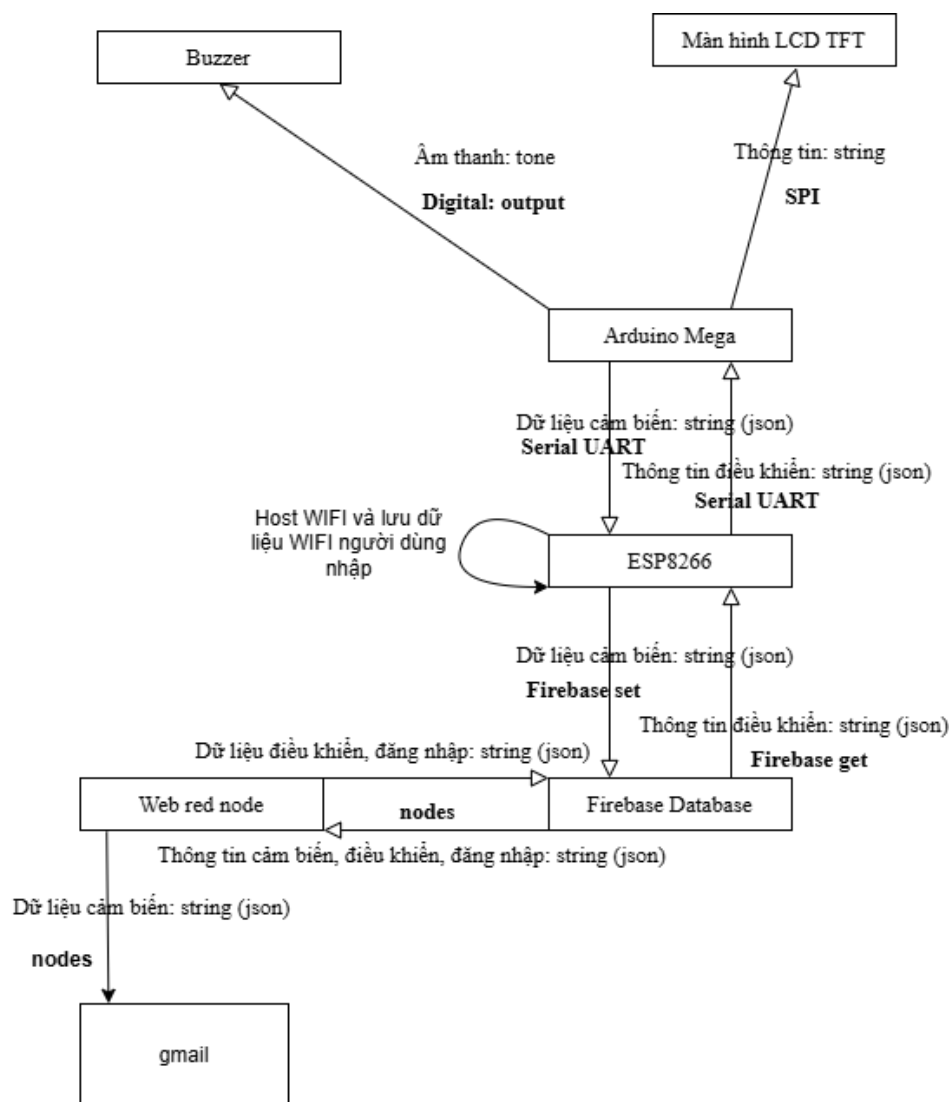 Màn hình LCD TFT
Buzzer
Âm thanh: tone
Thông tin: string
Digital: output
SPI
Arduino Mega
Dữ liệu cảm biến: string (json)
Serial UART
Thông tin điều khiển: string (json)
Serial UART
Host WIFI và lưu dữ
liệu WIFI người dùng
nhập
ESP8266
Dữ liệu cảm biến: string (json)
Firebase set
Thông tin điều khiển: string (json)
Firebase get
Dữ liệu điều khiển, đăng nhập: string (json)
Web red node
nodes
Firebase Database
Thông tin cảm biến, điều khiển, đăng nhập: string (json)
Dữ liệu cảm biến: string (json)
nodes
gmail